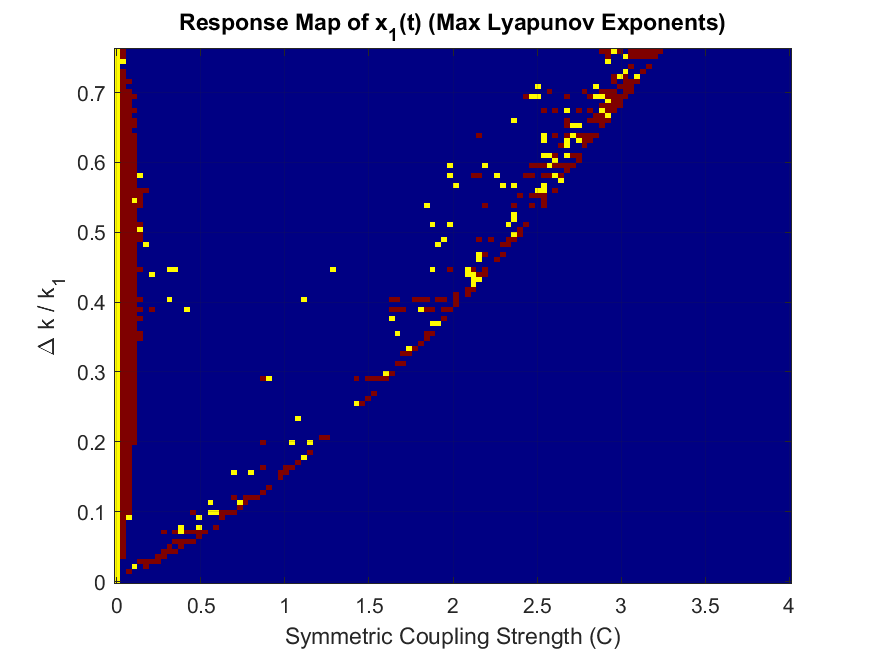 Response Map of x1(t) (Max Lyapunov Exponents)
0.7
0.6
0.5
0.4
0.3
0.2
0.1
0
Δ k / k1
0 0.5 1 1.5 2 2.5 3 3.5 4
Symmetric Coupling Strength (C)